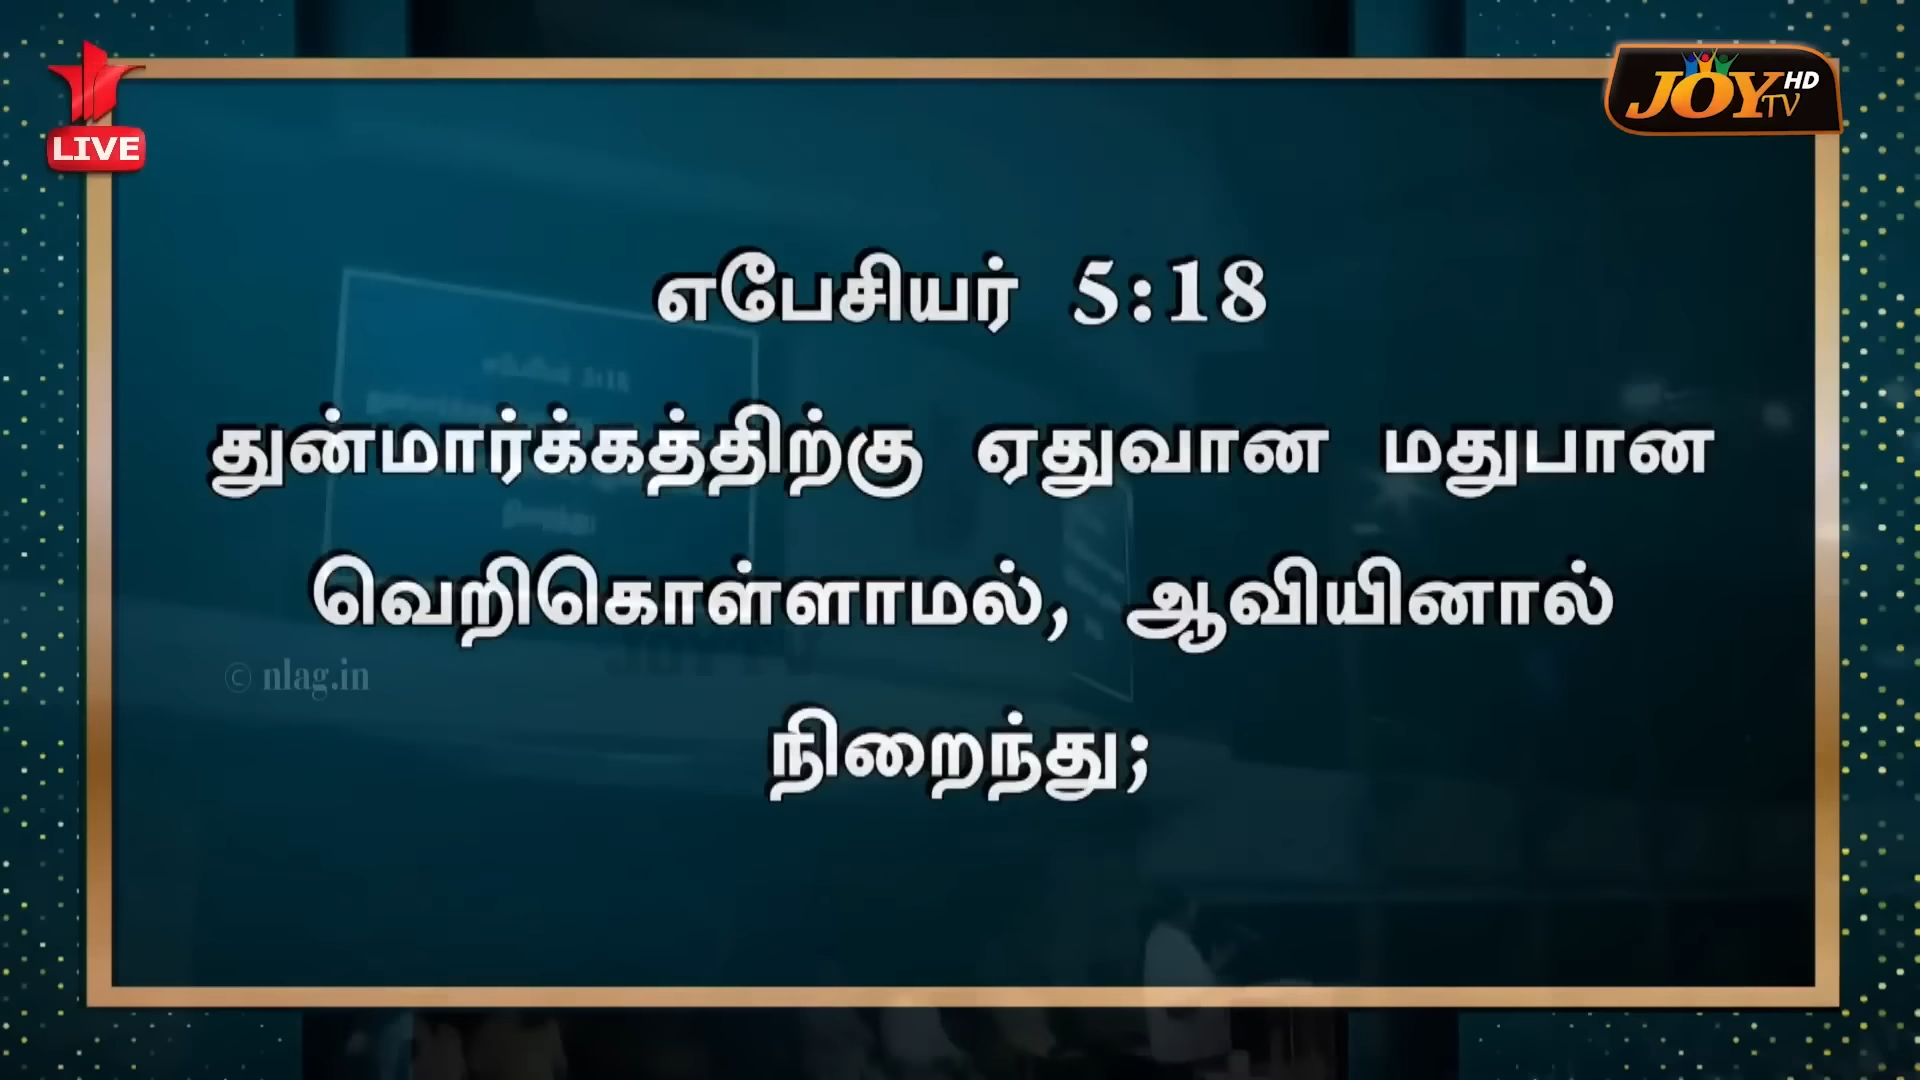 LIVE
JOY TV HD
எபேசியர் 5:18
துன்மார்க்கத்திற்கு ஏதுவான மதுபான
வெறிகொள்ளாமல், ஆவியினால்
© nlag.in
நிறைந்து;